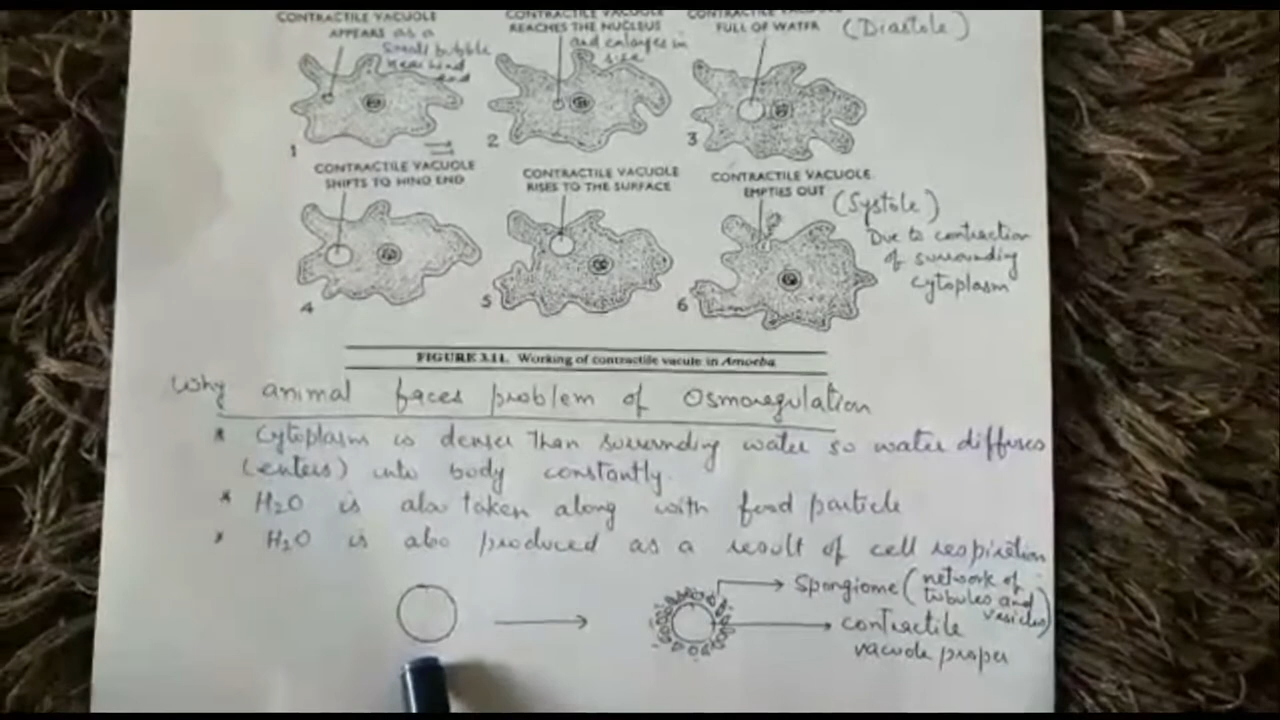 CONTRACTILE VACUOLE
APPEARS as a
Small bubble
near hind
end
1
CONTRACTILE VACUOLE
REACHES THE NUCLEUS
and enlarges in
size
2
CONTRACTILE VACUOLE
FULL OF WATER (Diastole)
3
CONTRACTILE VACUOLE
SHIFTS TO HIND END
4
CONTRACTILE VACUOLE
RISES TO THE SURFACE
5
CONTRACTILE VACUOLE
EMPTIES OUT (Systole)
Due to contraction
of surrounding
cytoplasm
6
FIGURE 3.11. Working of contractile vacule in Amoeba
Why animal faces problem of Osmoregulation
* Cytoplasm is denser than surrounding water so water diffuses
(enters) into body constantly.
* H2O is also taken along with food particle
* H2O is also produced as a result of cell respiration
Spongiome (network of
tubules and
vesicles)
contractile
vacuole proper